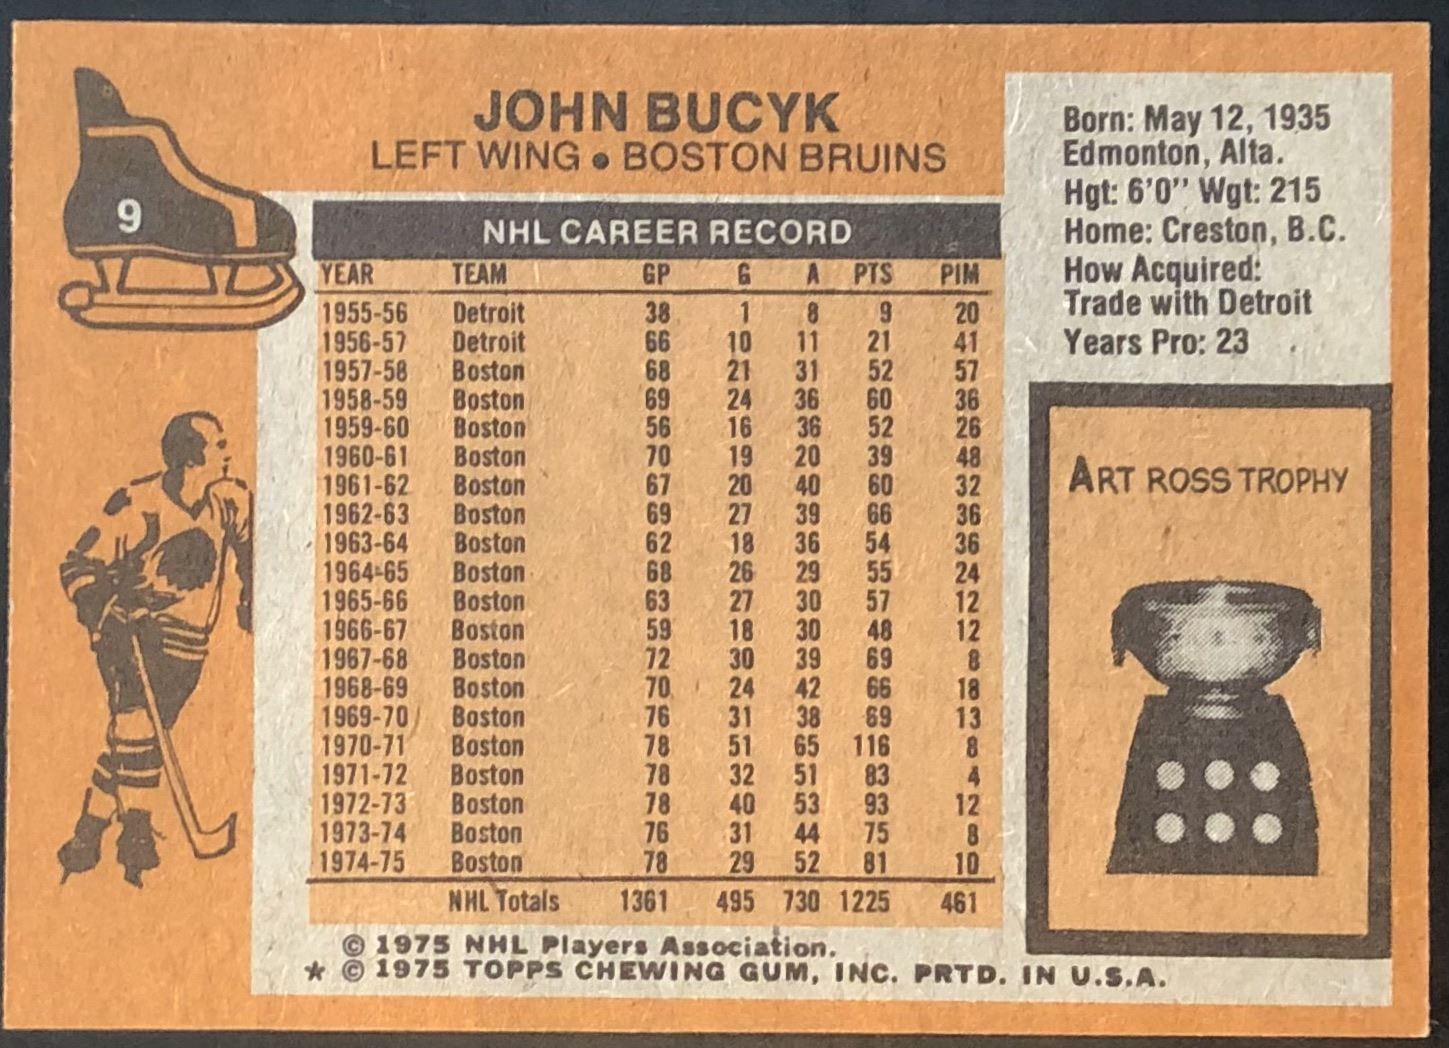 9
JOHN BUCYK
LEFT WING • BOSTON BRUINS
NHL CAREER RECORD
YEAR TEAM GP G A PTS PIM
1955-56 Detroit 38 1 8 9 20
1956-57 Detroit 66 10 11 21 41
1957-58 Boston 68 21 31 52 57
1958-59 Boston 69 24 36 60 36
1959-60 Boston 56 16 36 52 26
1960-61 Boston 70 19 20 39 48
1961-62 Boston 67 20 40 60 32
1962-63 Boston 69 27 39 66 36
1963-64 Boston 62 18 36 54 36
1964-65 Boston 68 26 29 55 24
1965-66 Boston 63 27 30 57 12
1966-67 Boston 59 18 30 48 12
1967-68 Boston 72 30 39 69 8
1968-69 Boston 70 24 42 66 18
1969-70 Boston 76 31 38 69 13
1970-71 Boston 78 51 65 116 8
1971-72 Boston 78 32 51 83 4
1972-73 Boston 78 40 53 93 12
1973-74 Boston 76 31 44 75 8
1974-75 Boston 78 29 52 81 10
NHL Totals 1361 495 730 1225 461
© 1975 NHL Players Association.
★ © 1975 TOPPS CHEWING GUM, INC. PRTD. IN U.S.A.
Born: May 12, 1935
Edmonton, Alta.
Hgt: 6'0" Wgt: 215
Home: Creston, B.C.
How Acquired:
Trade with Detroit
Years Pro: 23
ART ROSS TROPHY